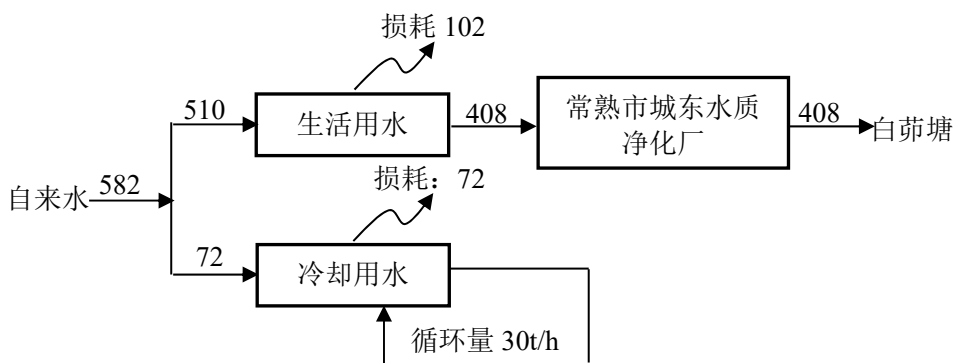 损耗 102
510
生活用水
408
常熟市城东水质
净化厂
408
白茆塘
自来水
582
损耗：72
72
冷却用水
循环量 30t/h